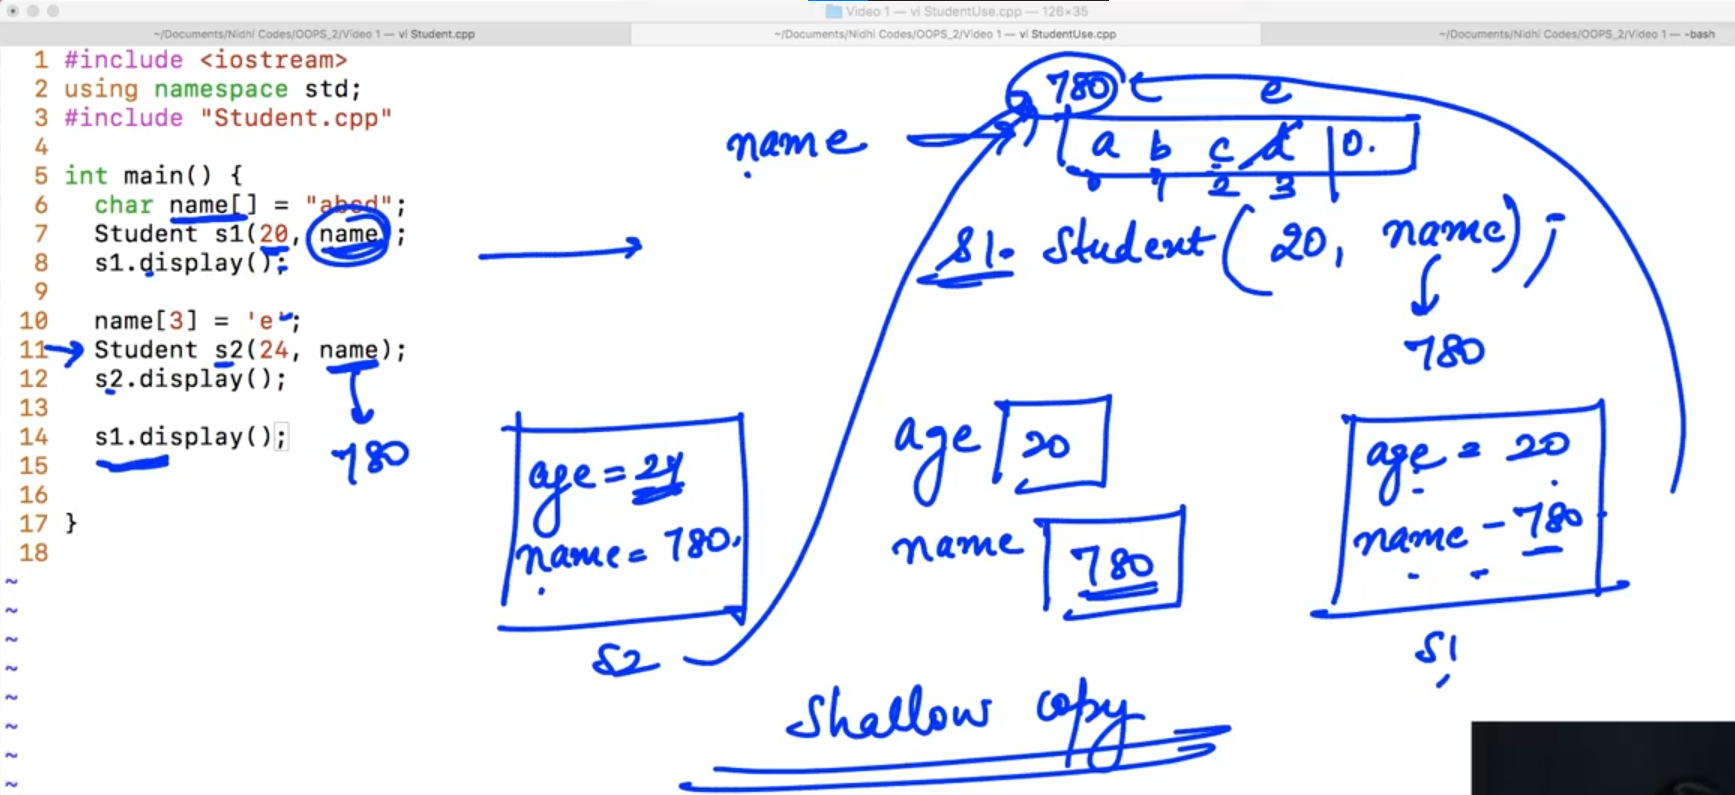 Video 1 — vi StudentUse.cpp — 126×35
~/Documents/Nidhi Codes/OOPS_2/Video 1 — vi Student.cpp
~/Documents/Nidhi Codes/OOPS_2/Video 1 — vi StudentUse.cpp
~/Documents/Nidhi Codes/OOPS_2/Video 1 — -bash
1 #include <iostream>
2 using namespace std;
3 #include "Student.cpp"
4
5 int main() {
6 char name[] = "abcd";
7 Student s1(20, name);
8 s1.display();
9
10 name[3] = 'e';
11 Student s2(24, name);
12 s2.display();
13
14 s1.display();
15
16
17 }
18
~
~
~
~
~
~
~
~
780
e
name
a b c d 0
0 1 2 3
S1. Student(20, name);
780
780
age = 24
name = 780
S2
age 20
name 780
age = 20
name - 780
S1
Shallow copy